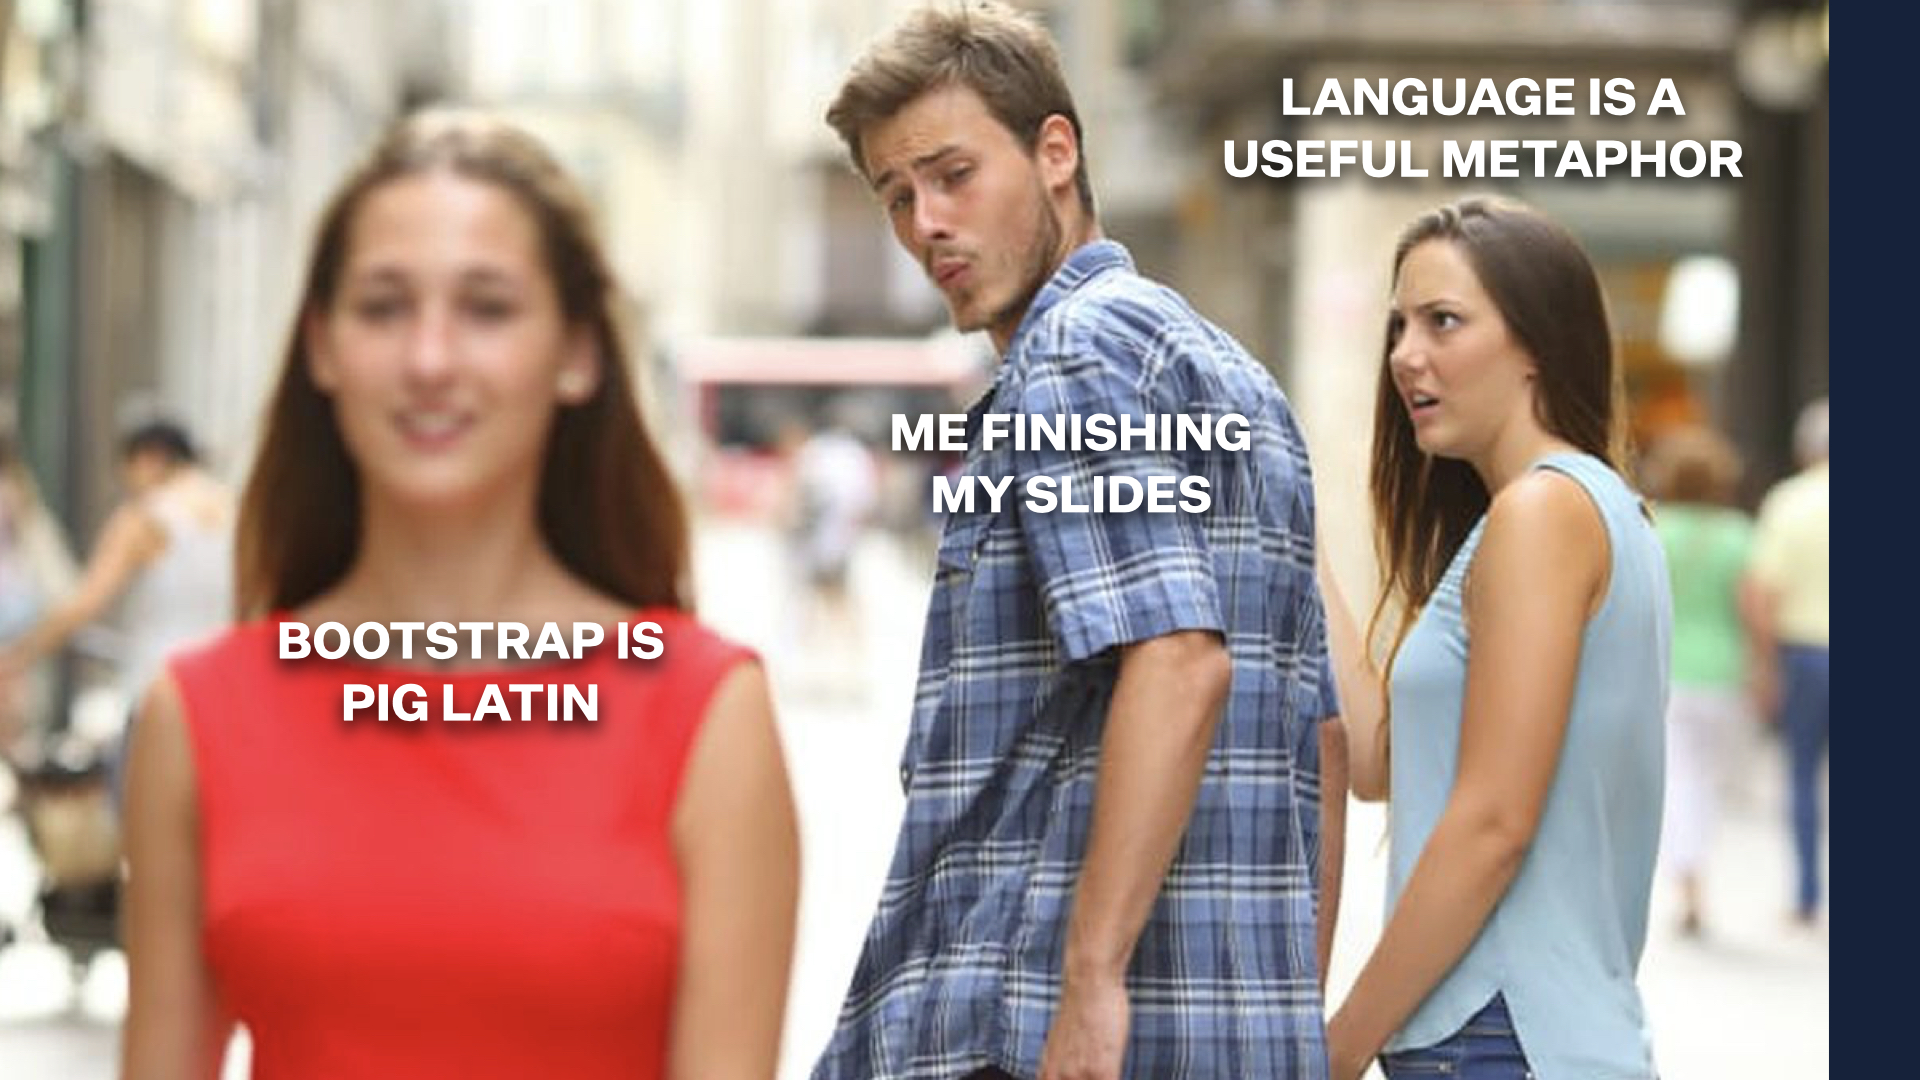 LANGUAGE IS A
USEFUL METAPHOR
ME FINISHING
MY SLIDES
BOOTSTRAP IS
PIG LATIN